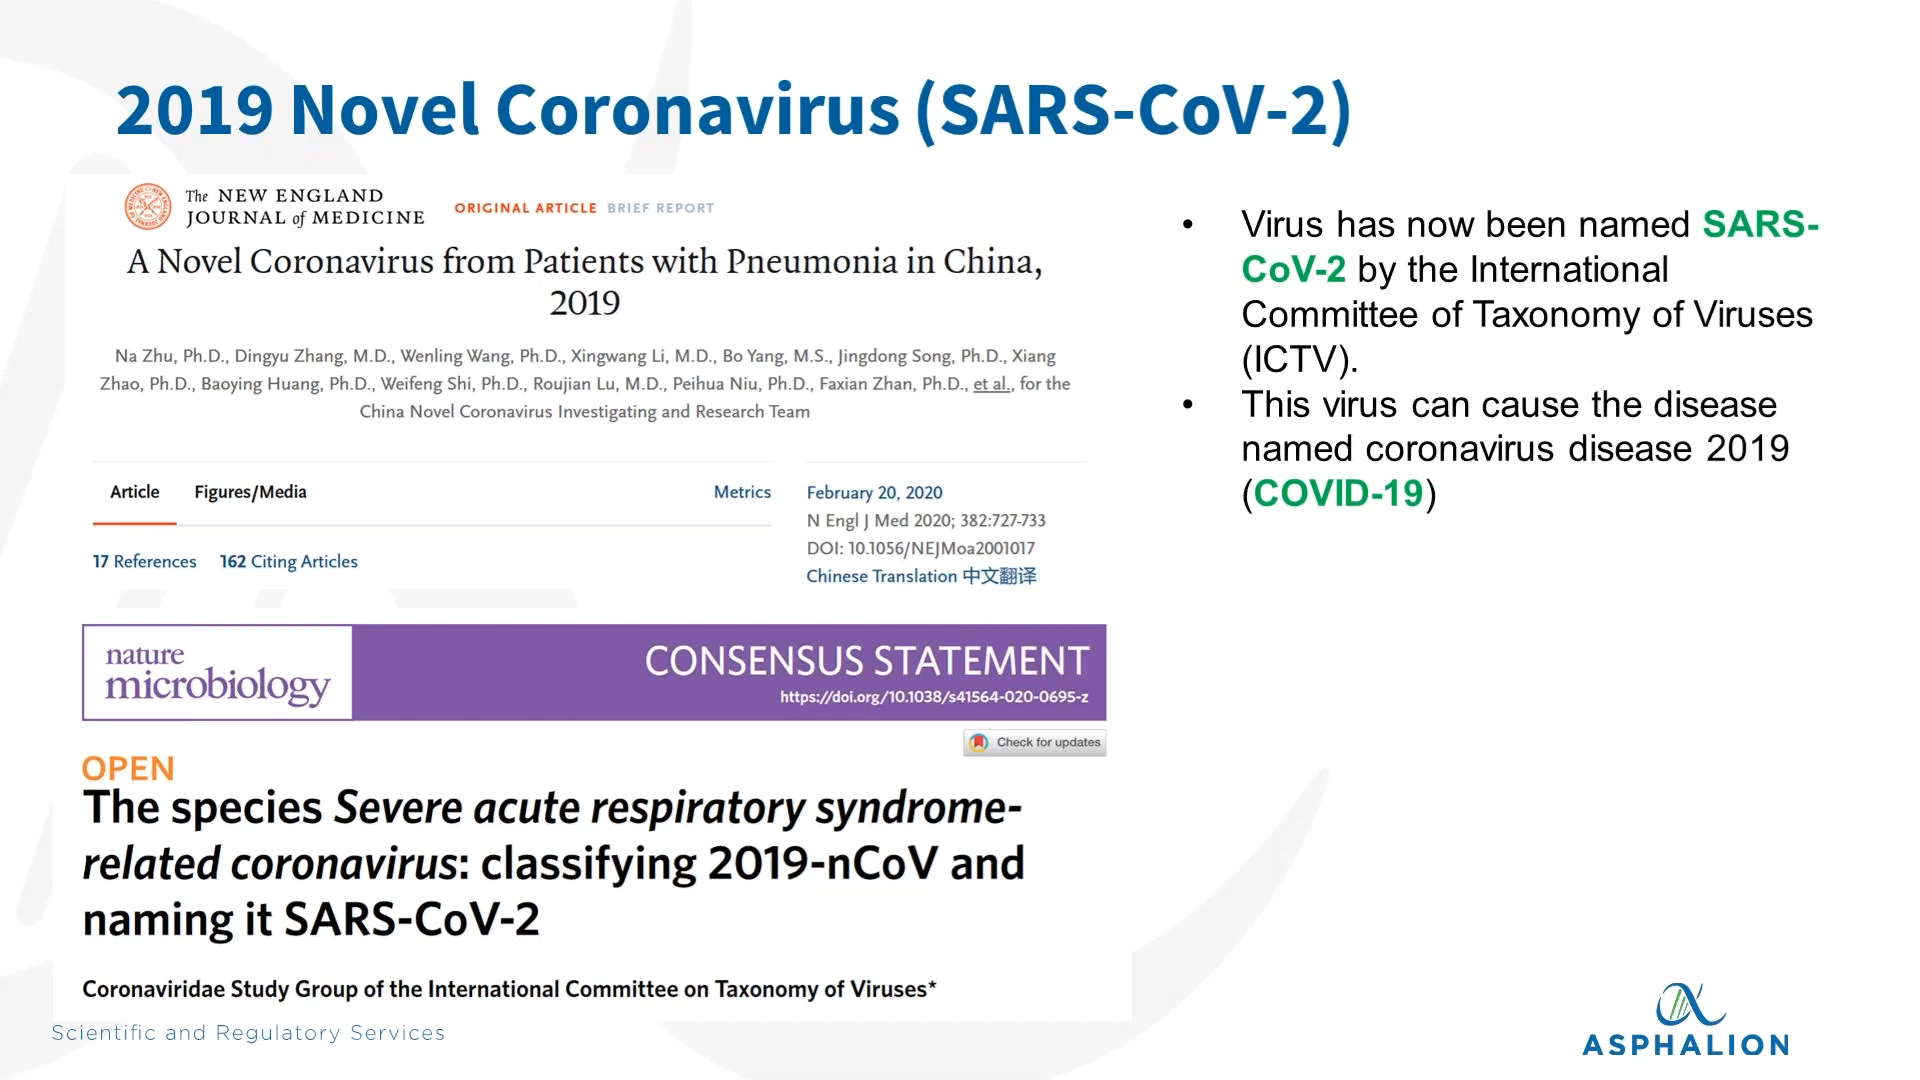 2019 Novel Coronavirus (SARS-CoV-2)
The NEW ENGLAND
JOURNAL of MEDICINE
ORIGINAL ARTICLE BRIEF REPORT
A Novel Coronavirus from Patients with Pneumonia in China,
2019
Na Zhu, Ph.D., Dingyu Zhang, M.D., Wenling Wang, Ph.D., Xingwang Li, M.D., Bo Yang, M.S., Jingdong Song, Ph.D., Xiang
Zhao, Ph.D., Baoying Huang, Ph.D., Weifeng Shi, Ph.D., Roujian Lu, M.D., Peihua Niu, Ph.D., Faxian Zhan, Ph.D., et al., for the
China Novel Coronavirus Investigating and Research Team
Article Figures/Media Metrics
17 References 162 Citing Articles
February 20, 2020
N Engl J Med 2020; 382:727-733
DOI: 10.1056/NEJMoa2001017
Chinese Translation 中文翻译
nature
microbiology
CONSENSUS STATEMENT
https://doi.org/10.1038/s41564-020-0695-z
Check for updates
OPEN
The species Severe acute respiratory syndrome-
related coronavirus: classifying 2019-nCoV and
naming it SARS-CoV-2
Coronaviridae Study Group of the International Committee on Taxonomy of Viruses*
• Virus has now been named SARS-
CoV-2 by the International
Committee of Taxonomy of Viruses
(ICTV).
• This virus can cause the disease
named coronavirus disease 2019
(COVID-19)
Scientific and Regulatory Services
ASPHALION